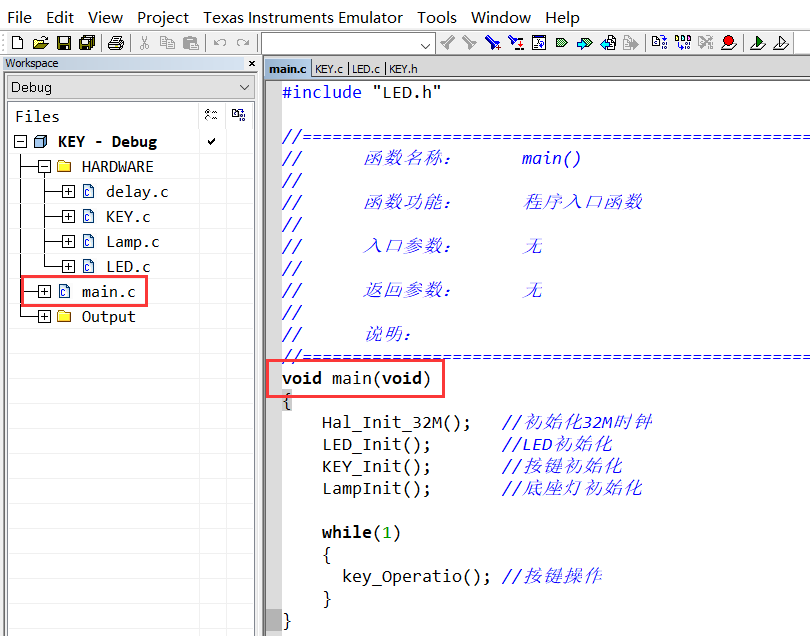 File Edit View Project Texas Instruments Emulator Tools Window Help
Workspace ×
Debug
Files
KEY - Debug ✔
HARDWARE
delay.c
KEY.c
Lamp.c
LED.c
main.c
Output
main.c KEY.c | LED.c | KEY.h
#include "LED.h"
//===================================================
// 函数名称: main()
//
// 函数功能: 程序入口函数
//
// 入口参数: 无
//
// 返回参数: 无
//
// 说明:
//===================================================
void main(void)
{
Hal_Init_32M(); //初始化32M时钟
LED_Init(); //LED初始化
KEY_Init(); //按键初始化
LampInit(); //底座灯初始化
while(1)
{
key_Operatio(); //按键操作
}
}